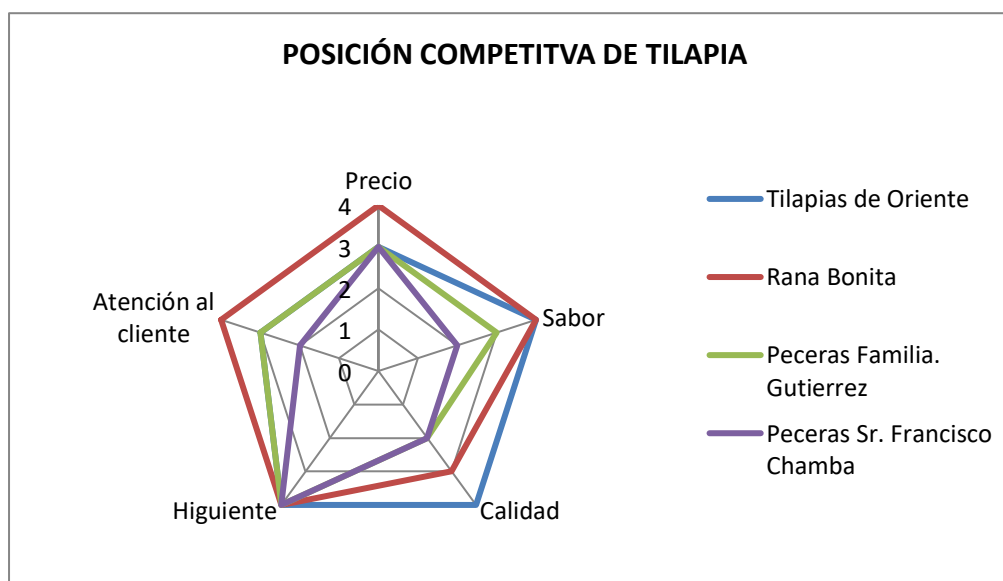 POSICIÓN COMPETITVA DE TILAPIA
Precio
4
3
2
1
0
Sabor
Calidad
Higuiente
Atención al
cliente
Tilapias de Oriente
Rana Bonita
Peceras Familia.
Gutierrez
Peceras Sr. Francisco
Chamba